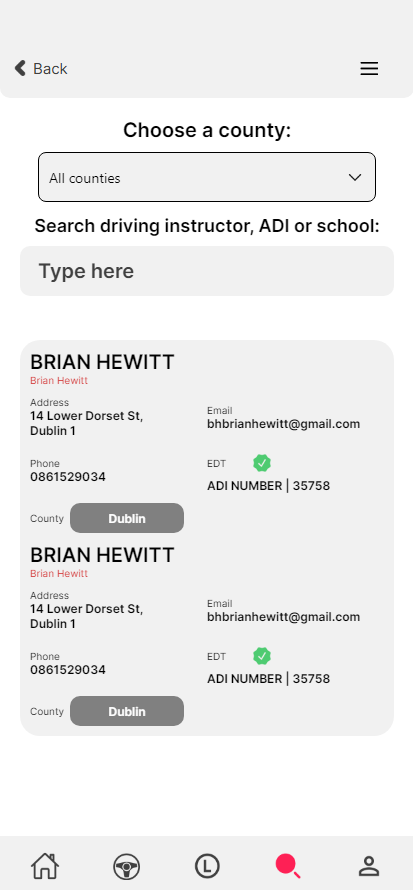 Back
Choose a county:
All counties
Search driving instructor, ADI or school:
Type here
BRIAN HEWITT
Brian Hewitt
Address
14 Lower Dorset St,
Dublin 1
Email
bhbrianhewitt@gmail.com
Phone
0861529034
EDT
ADI NUMBER | 35758
County
Dublin
BRIAN HEWITT
Brian Hewitt
Address
14 Lower Dorset St,
Dublin 1
Email
bhbrianhewitt@gmail.com
Phone
0861529034
EDT
ADI NUMBER | 35758
County
Dublin
L